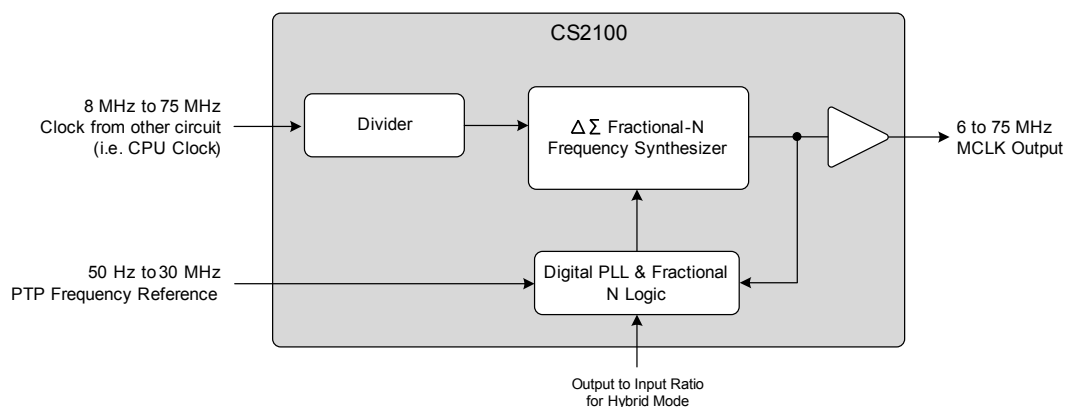 CS2100
8 MHz to 75 MHz
Clock from other circuit
(i.e. CPU Clock)
Divider
Δ Σ Fractional-N
Frequency Synthesizer
6 to 75 MHz
MCLK Output
50 Hz to 30 MHz
PTP Frequency Reference
Digital PLL & Fractional
N Logic
Output to Input Ratio
for Hybrid Mode